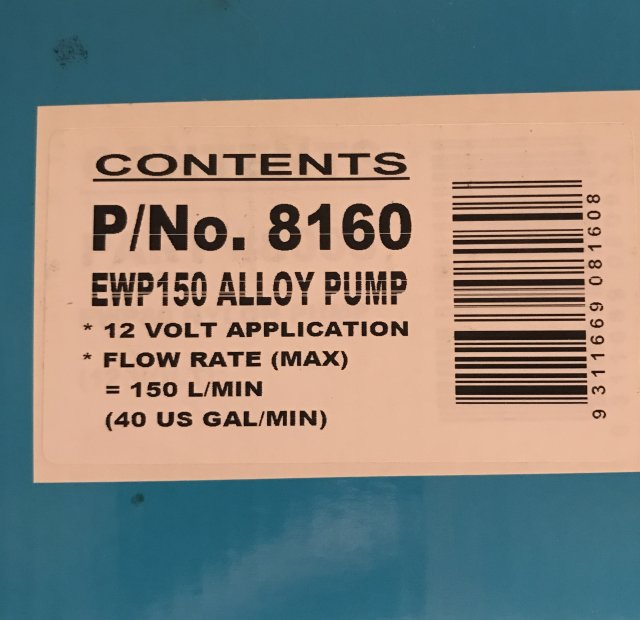 CONTENTS
P/No. 8160
EWP150 ALLOY PUMP
* 12 VOLT APPLICATION
* FLOW RATE (MAX)
= 150 L/MIN
(40 US GAL/MIN)
9 311669 081608